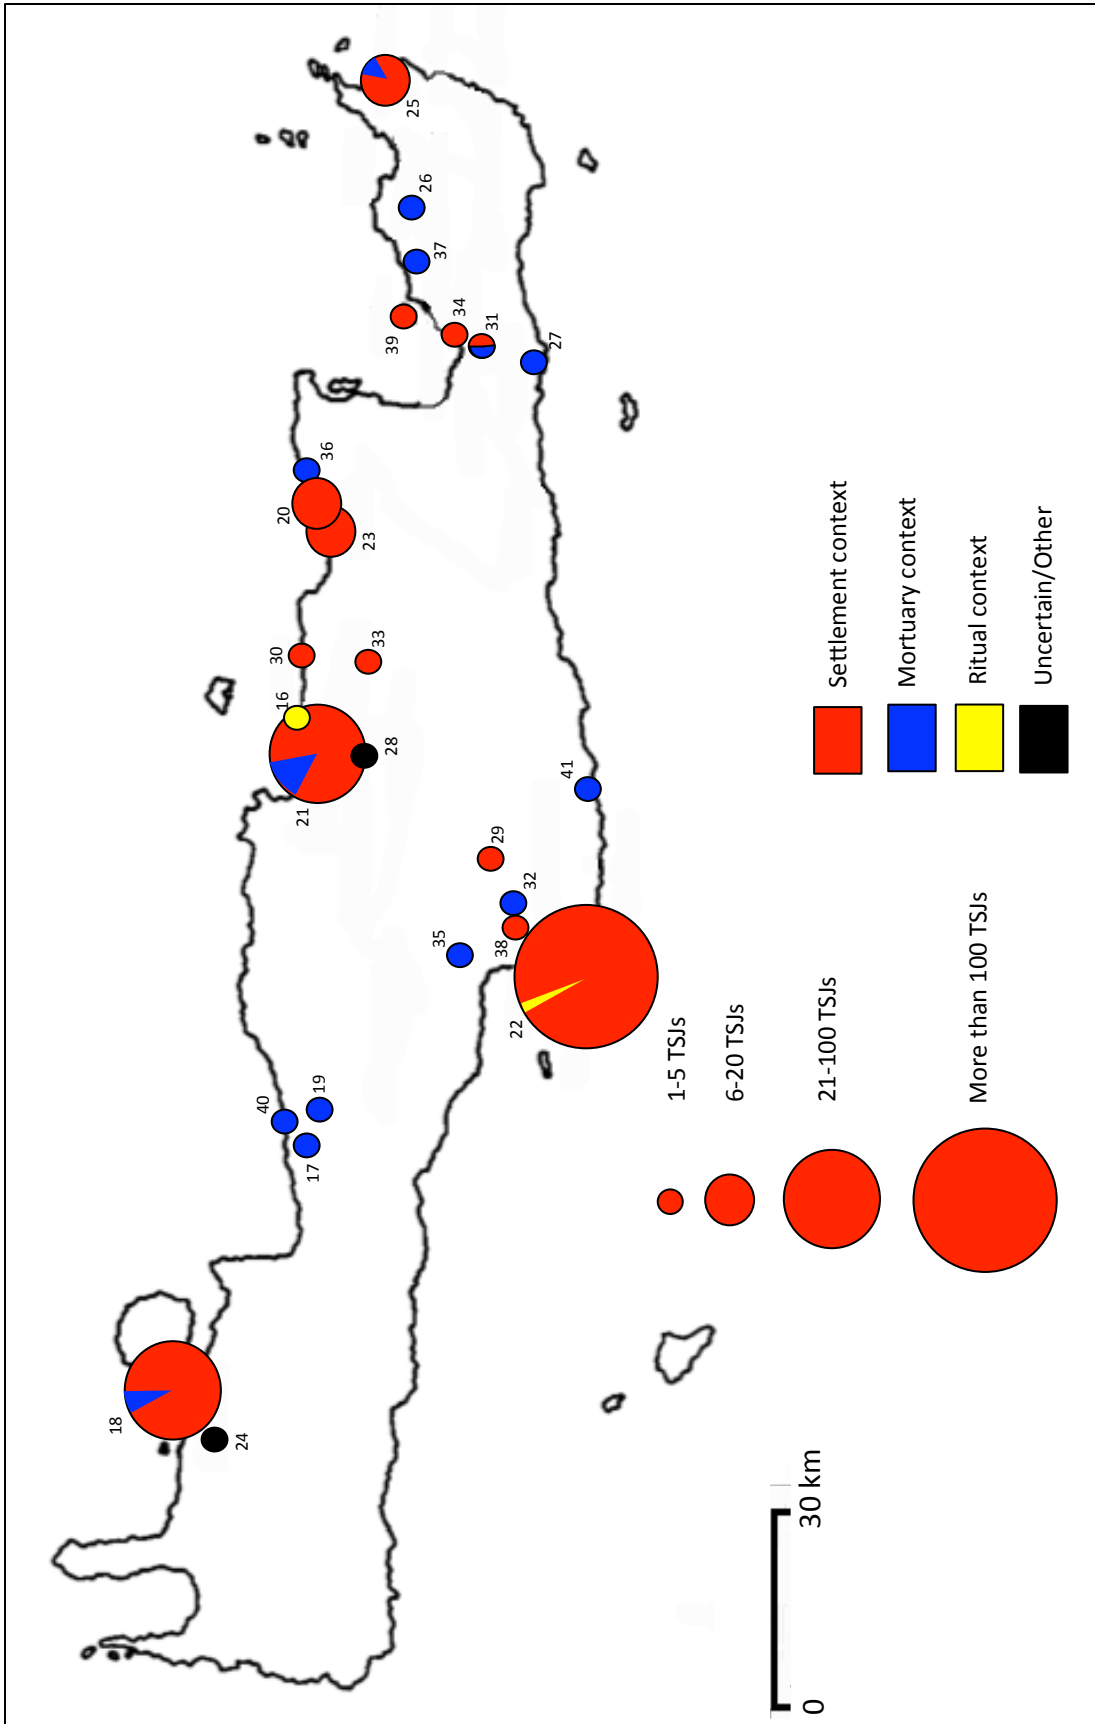 18
24
40
30
16
20
21
17
19
36
23
33
28
39
25
26
37
34
35
31
29
38
22
32
27
41
1-5 TSJs
6-20 TSJs
21-100 TSJs
More than 100 TSJs
Settlement context
Mortuary context
Ritual context
Uncertain/Other
0 30 km